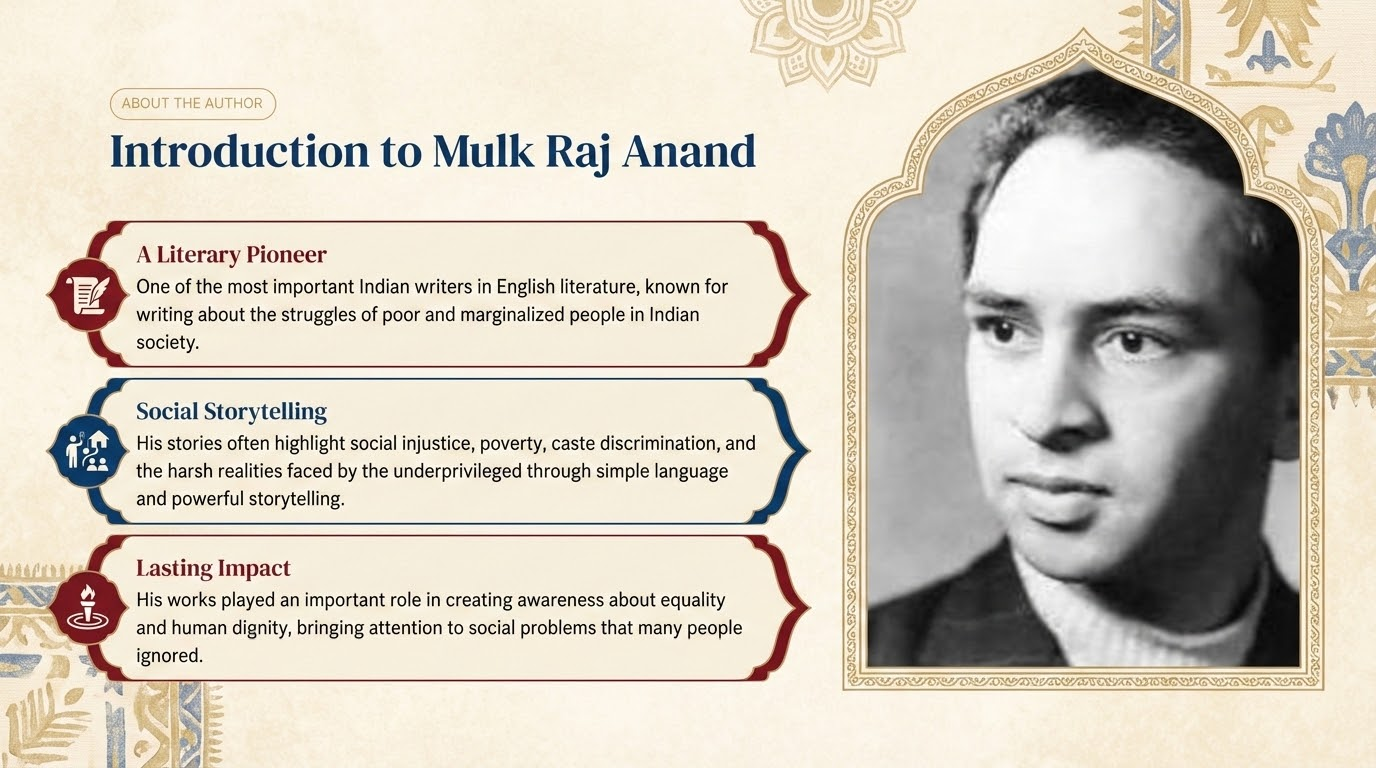 ABOUT THE AUTHOR
Introduction to Mulk Raj Anand
A Literary Pioneer
One of the most important Indian writers in English literature, known for
writing about the struggles of poor and marginalized people in Indian
society.
Social Storytelling
His stories often highlight social injustice, poverty, caste discrimination, and
the harsh realities faced by the underprivileged through simple language
and powerful storytelling.
Lasting Impact
His works played an important role in creating awareness about equality
and human dignity, bringing attention to social problems that many people
ignored.